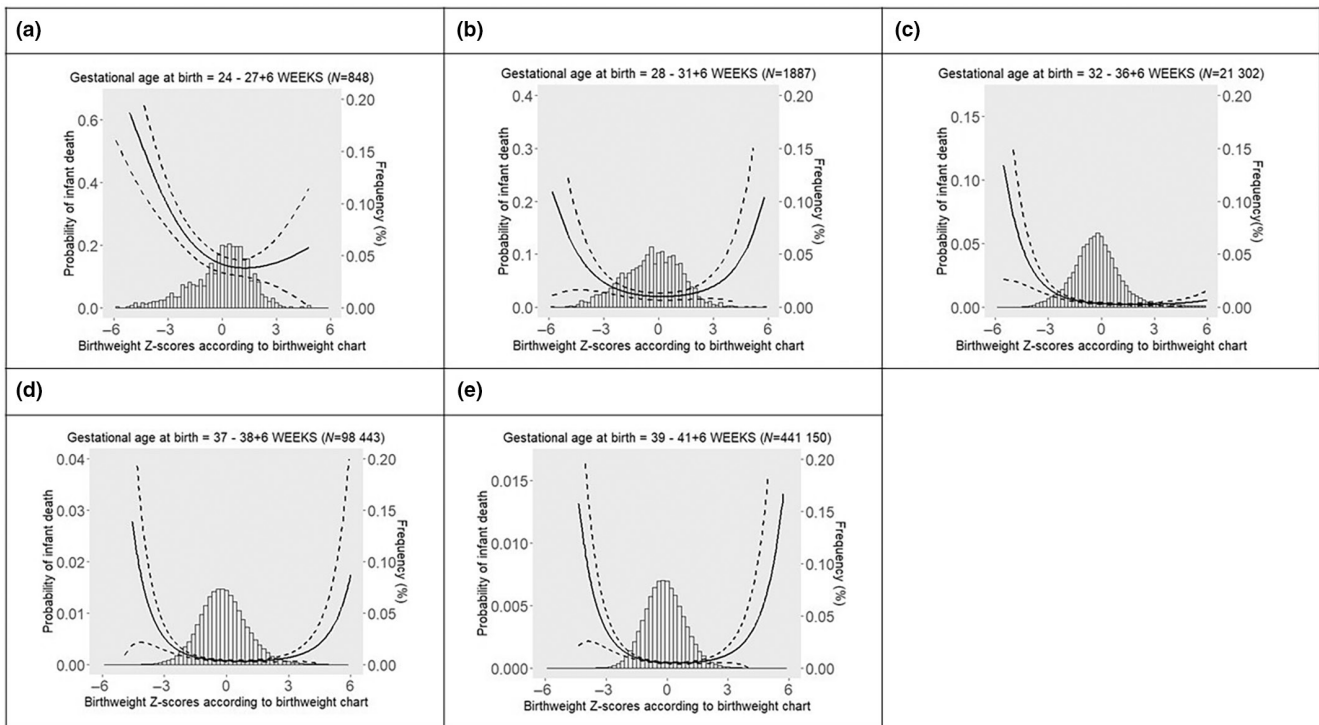 (a)
Gestational age at birth = 24 - 27+6 WEEKS (N=848)
Probability of infant death
0.6
0.4
0.2
0.0
0.20
0.15
0.10
0.05
0.00
Frequency (%)
−6 −3 0 3 6
Birthweight Z-scores according to birthweight chart
(b)
Gestational age at birth = 28 - 31+6 WEEKS (N=1887)
Probability of infant death
0.4
0.3
0.2
0.1
0.0
0.20
0.15
0.10
0.05
0.00
Frequency (%)
−6 −3 0 3 6
Birthweight Z-scores according to birthweight chart
(c)
Gestational age at birth = 32 - 36+6 WEEKS (N=21 302)
Probability of infant death
0.15
0.10
0.05
0.00
0.20
0.15
0.10
0.05
0.00
Frequency(%)
−6 −3 0 3 6
Birthweight Z-scores according to birthweight chart
(d)
Gestational age at birth = 37 - 38+6 WEEKS (N=98 443)
Probability of infant death
0.04
0.03
0.02
0.01
0.00
0.20
0.15
0.10
0.05
0.00
Frequency (%)
−6 −3 0 3 6
Birthweight Z-scores according to birthweight chart
(e)
Gestational age at birth = 39 - 41+6 WEEKS (N=441 150)
Probability of infant death
0.015
0.010
0.005
0.000
0.20
0.15
0.10
0.05
0.00
Frequency (%)
−6 −3 0 3 6
Birthweight Z-scores according to birthweight chart